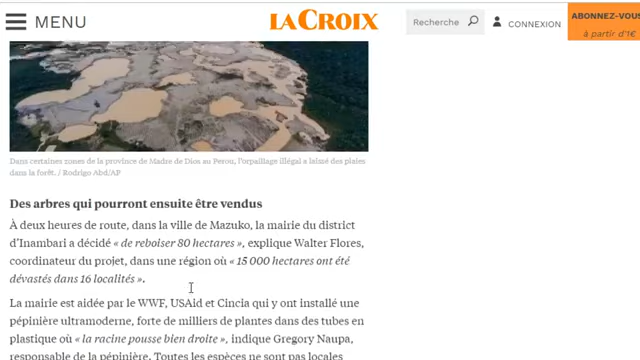 MENU
LA CROIX
Recherche
CONNEXION
ABONNEZ-VOUS
à partir d'1€
Dans certaines zones de la province de Madre de Dios au Perou, l'orpaillage illégal a laissé des plaies
dans la forêt. / Rodrigo Abd/AP
Des arbres qui pourront ensuite être vendus
À deux heures de route, dans la ville de Mazuko, la mairie du district
d'Inambari a décidé « de reboiser 80 hectares », explique Walter Flores,
coordinateur du projet, dans une région où « 15 000 hectares ont été
dévastés dans 16 localités ».
La mairie est aidée par le WWF, USAid et Cincia qui y ont installé une
pépinière ultramoderne, forte de milliers de plantes dans des tubes en
plastique où « la racine pousse bien droite », indique Gregory Naupa,
responsable de la pépinière. Toutes les espèces ne sont pas locales